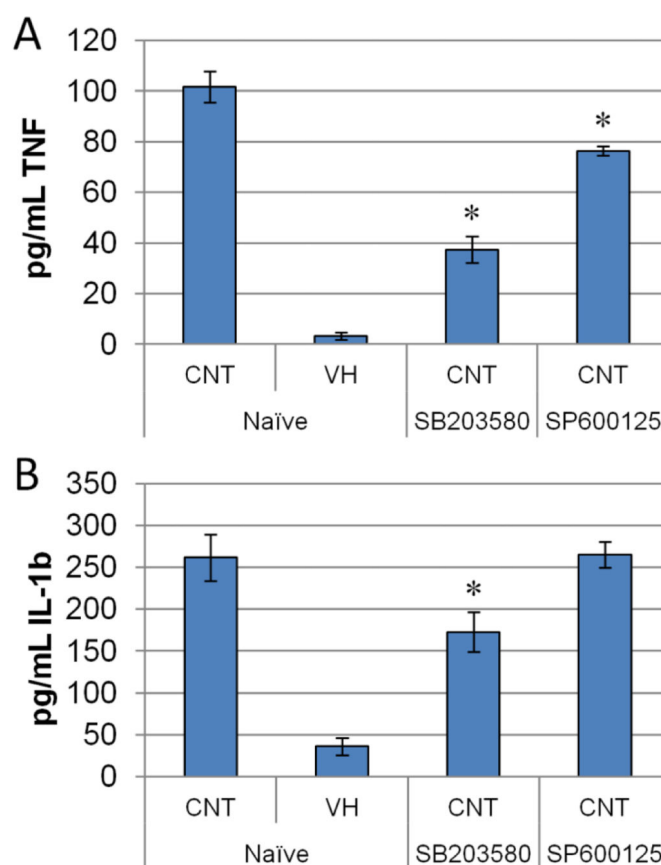 A
pg/mL TNF
120
100
80
60
40
20
0
*
*
CNT VH CNT CNT
Naïve SB203580 SP600125
B
pg/mL IL-1b
350
300
250
200
150
100
50
0
*
CNT VH CNT CNT
Naïve SB203580 SP600125